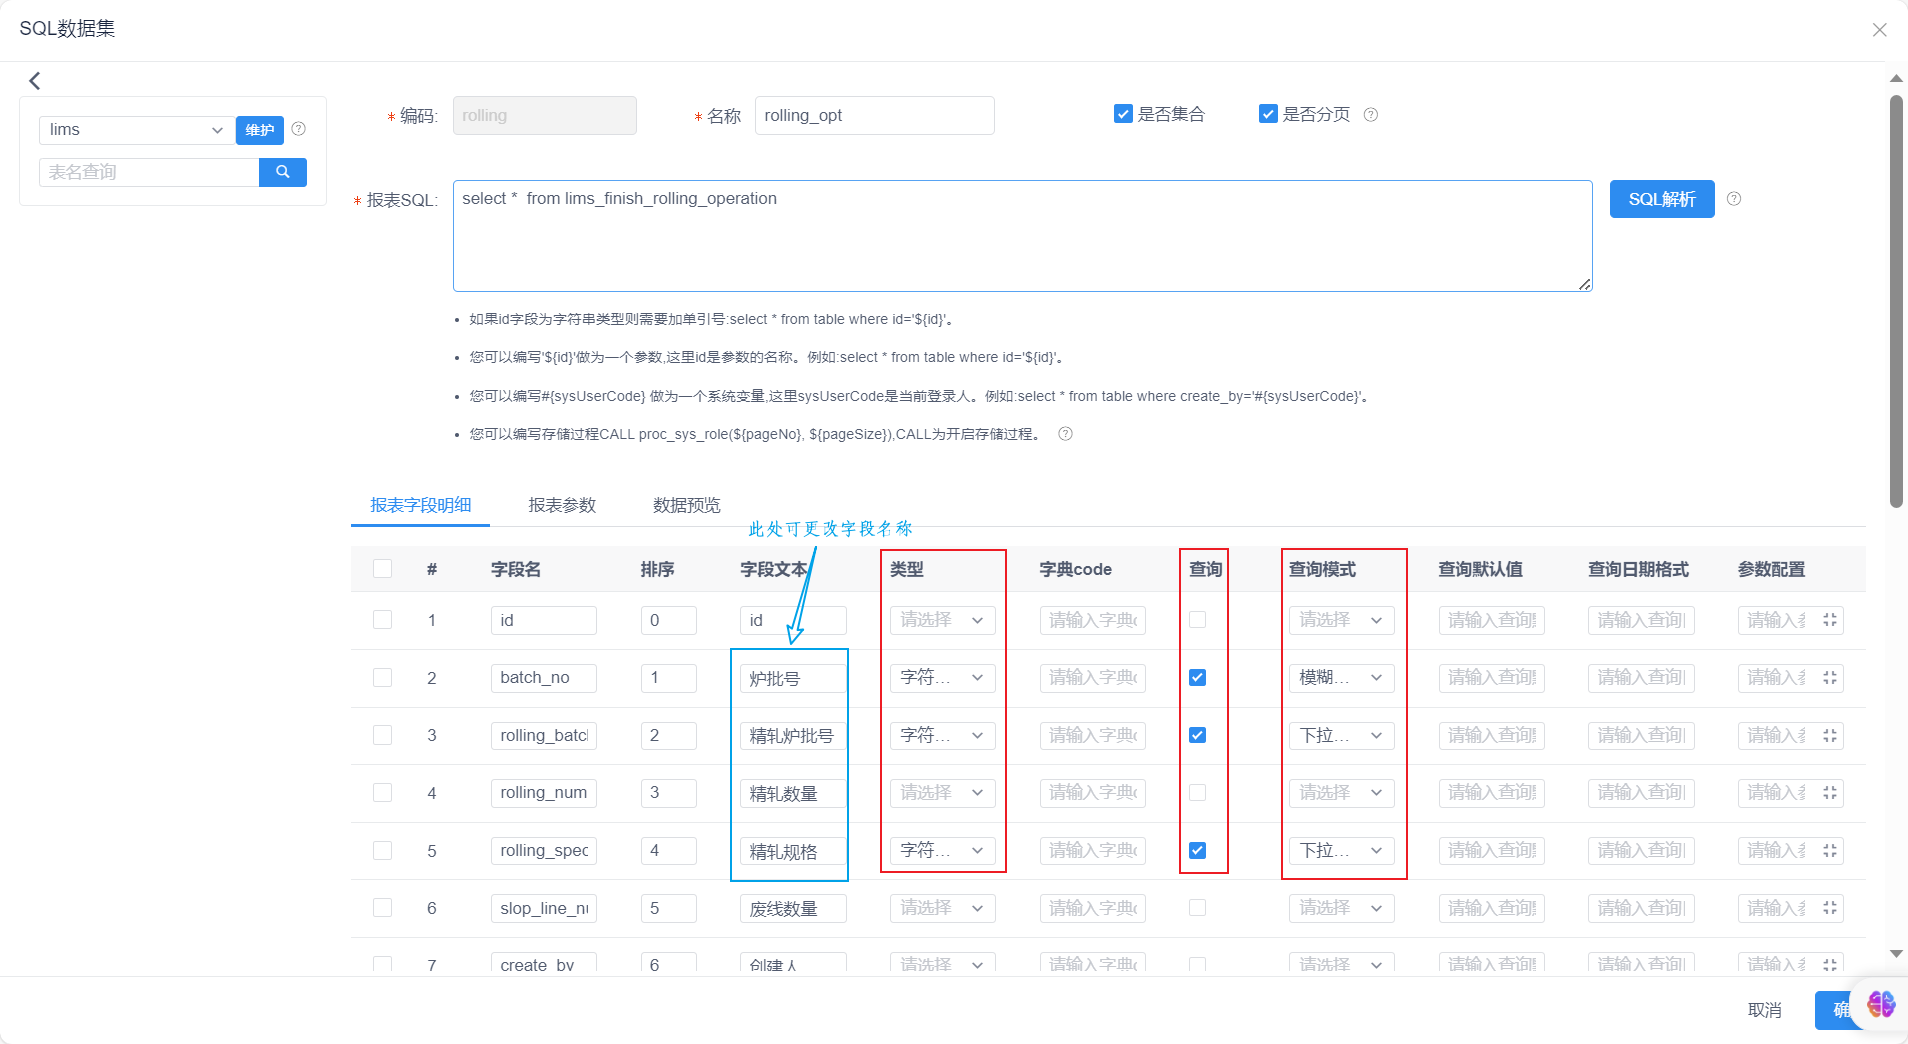 SQL数据集
lims
维护
表名查询
* 编码: rolling
* 名称 rolling_opt
是否集合
是否分页
* 报表SQL: select * from lims_finish_rolling_operation
SQL解析
如果id字段为字符串类型则需要加单引号:select * from table where id='${id}'。
您可以编写'${id}'做为一个参数,这里id是参数的名称。例如:select * from table where id='${id}'。
您可以编写#{sysUserCode} 做为一个系统变量,这里sysUserCode是当前登录人。例如:select * from table where create_by='#{sysUserCode}'。
您可以编写存储过程CALL proc_sys_role(${pageNo}, ${pageSize}),CALL为开启存储过程。
报表字段明细 报表参数 数据预览
此处可更改字段名称
# 字段名 排序 字段文本 类型 字典code 查询 查询模式 查询默认值 查询日期格式 参数配置
1 id 0 id 请选择 请输入字典c 请选择 请输入查询 请输入查询 请输入
2 batch_no 1 炉批号 字符... 请输入字典c 模糊... 请输入查询 请输入查询 请输入
3 rolling_batc 2 精轧炉批号 字符... 请输入字典c 下拉... 请输入查询 请输入查询 请输入
4 rolling_num 3 精轧数量 请选择 请输入字典c 请选择 请输入查询 请输入查询 请输入
5 rolling_spec 4 精轧规格 字符... 请输入字典c 下拉... 请输入查询 请输入查询 请输入
6 slop_line_nu 5 废线数量 请选择 请输入字典c 请选择 请输入查询 请输入查询 请输入
7 create_by 6 创建人 请选择 请输入字典c 请选择 请输入查询 请输入查询 请输入
取消 确